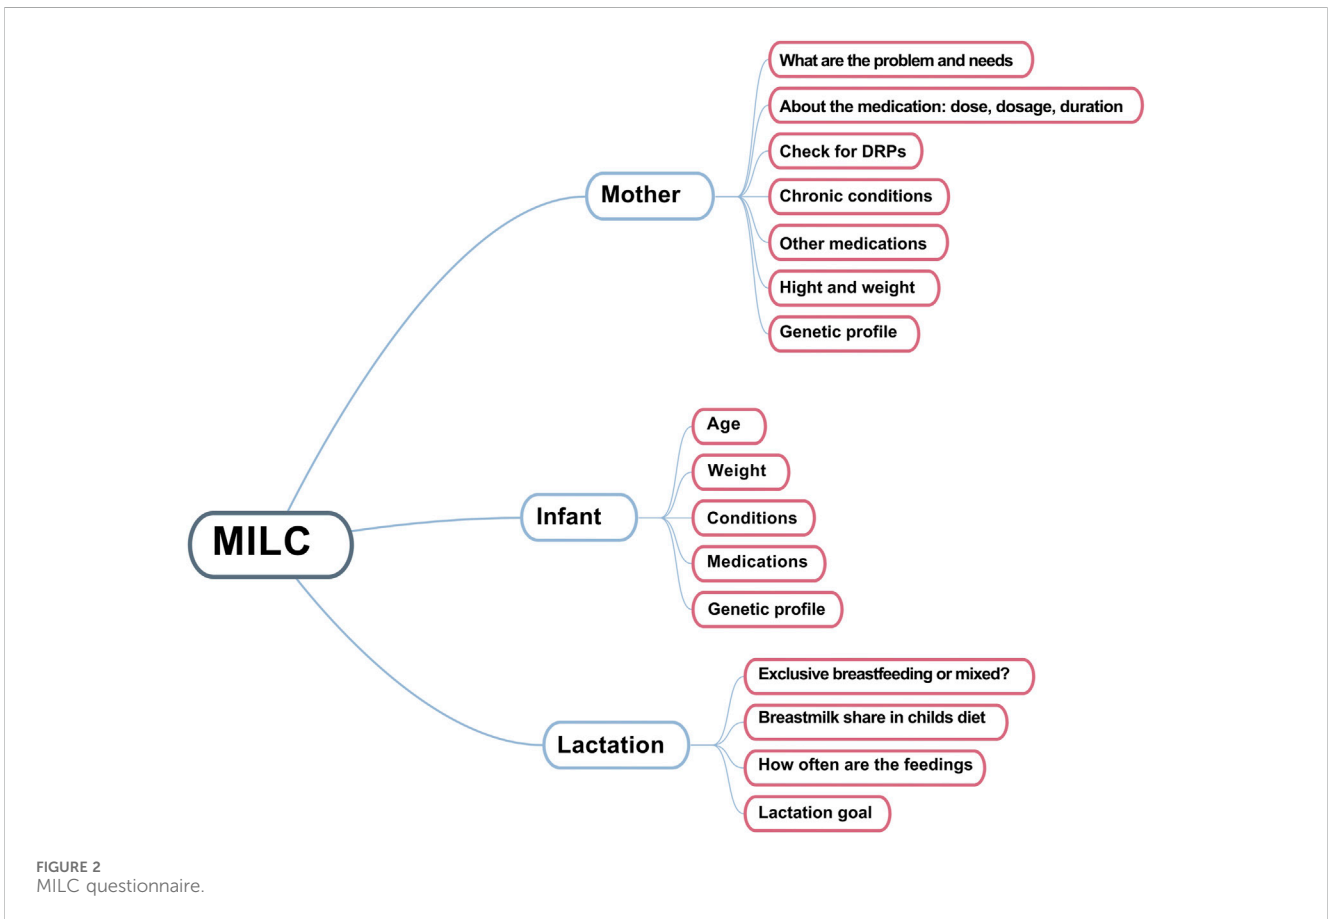 MILC
Mother
What are the problem and needs
About the medication: dose, dosage, duration
Check for DRPs
Chronic conditions
Other medications
Hight and weight
Genetic profile
Infant
Age
Weight
Conditions
Medications
Genetic profile
Lactation
Exclusive breastfeeding or mixed?
Breastmilk share in childs diet
How often are the feedings
Lactation goal
FIGURE 2
MILC questionnaire.